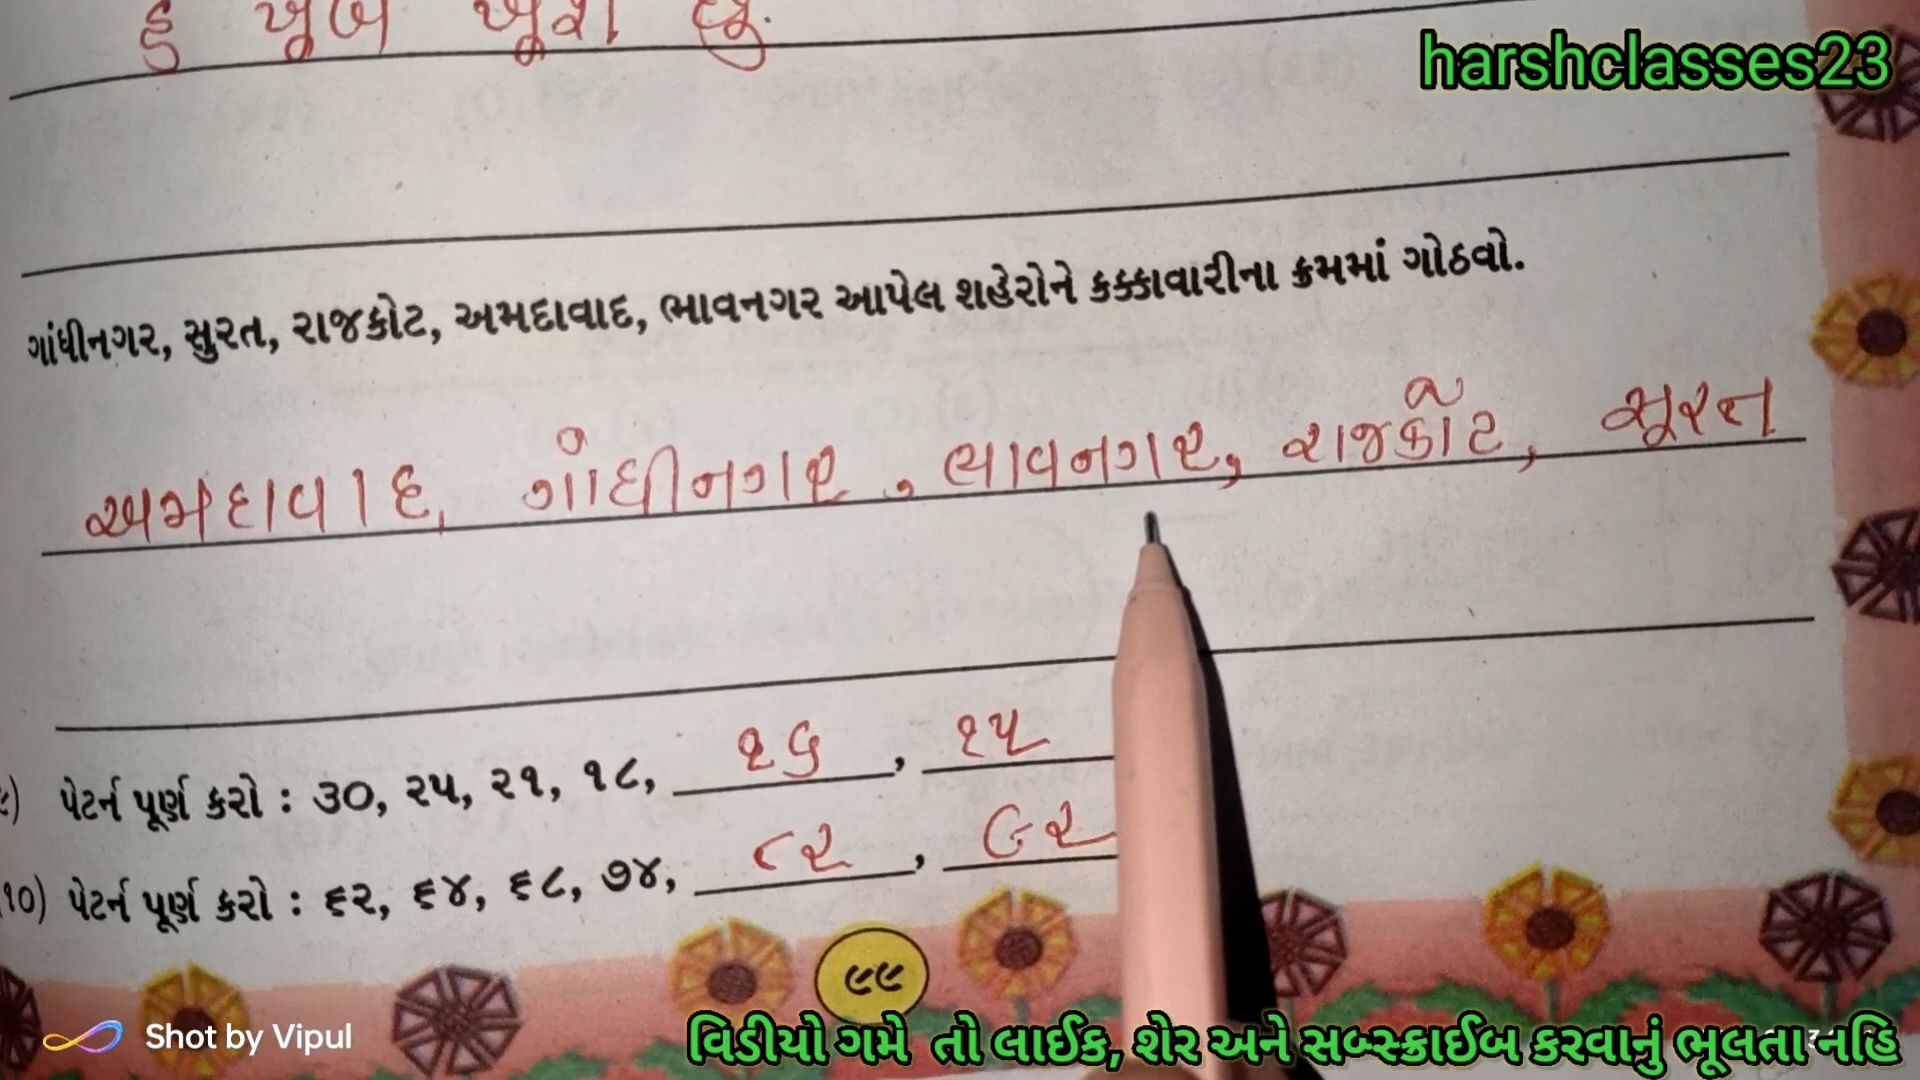 હું ખૂબ ખૂશ છું.
harshclasses23
ગાંધીનગર, સુરત, રાજકોટ, અમદાવાદ, ભાવનગર આપેલ શહેરોને કક્કાવારીના ક્રમમાં ગોઠવો.
અમદાવાદ, ગાંધીનગર, ભાવનગર, રાજકોટ, સૂરત
પેટર્ન પૂર્ણ કરો : ૩૦, ૨૫, ૨૧, ૧૮, ૧૬, ૧૫
૧૦) પેટર્ન પૂર્ણ કરો : ૬૨, ૬૪, ૬૮, ૭૪, ૮૨, ૯૨
૯૯
Shot by Vipul
વિડીયો ગમે તો લાઈક, શેર અને સબ્સ્ક્રાઈબ કરવાનું ભૂલતા નહિ